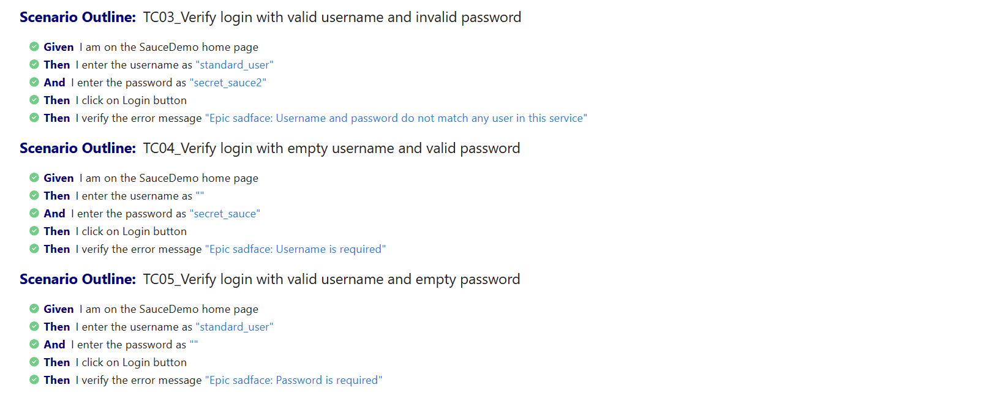 Scenario Outline: TC03_Verify login with valid username and invalid password
Given I am on the SauceDemo home page
Then I enter the username as "standard_user"
And I enter the password as "secret_sauce2"
Then I click on Login button
Then I verify the error message "Epic sadface: Username and password do not match any user in this service"
Scenario Outline: TC04_Verify login with empty username and valid password
Given I am on the SauceDemo home page
Then I enter the username as ""
And I enter the password as "secret_sauce"
Then I click on Login button
Then I verify the error message "Epic sadface: Username is required"
Scenario Outline: TC05_Verify login with valid username and empty password
Given I am on the SauceDemo home page
Then I enter the username as "standard_user"
And I enter the password as ""
Then I click on Login button
Then I verify the error message "Epic sadface: Password is required"